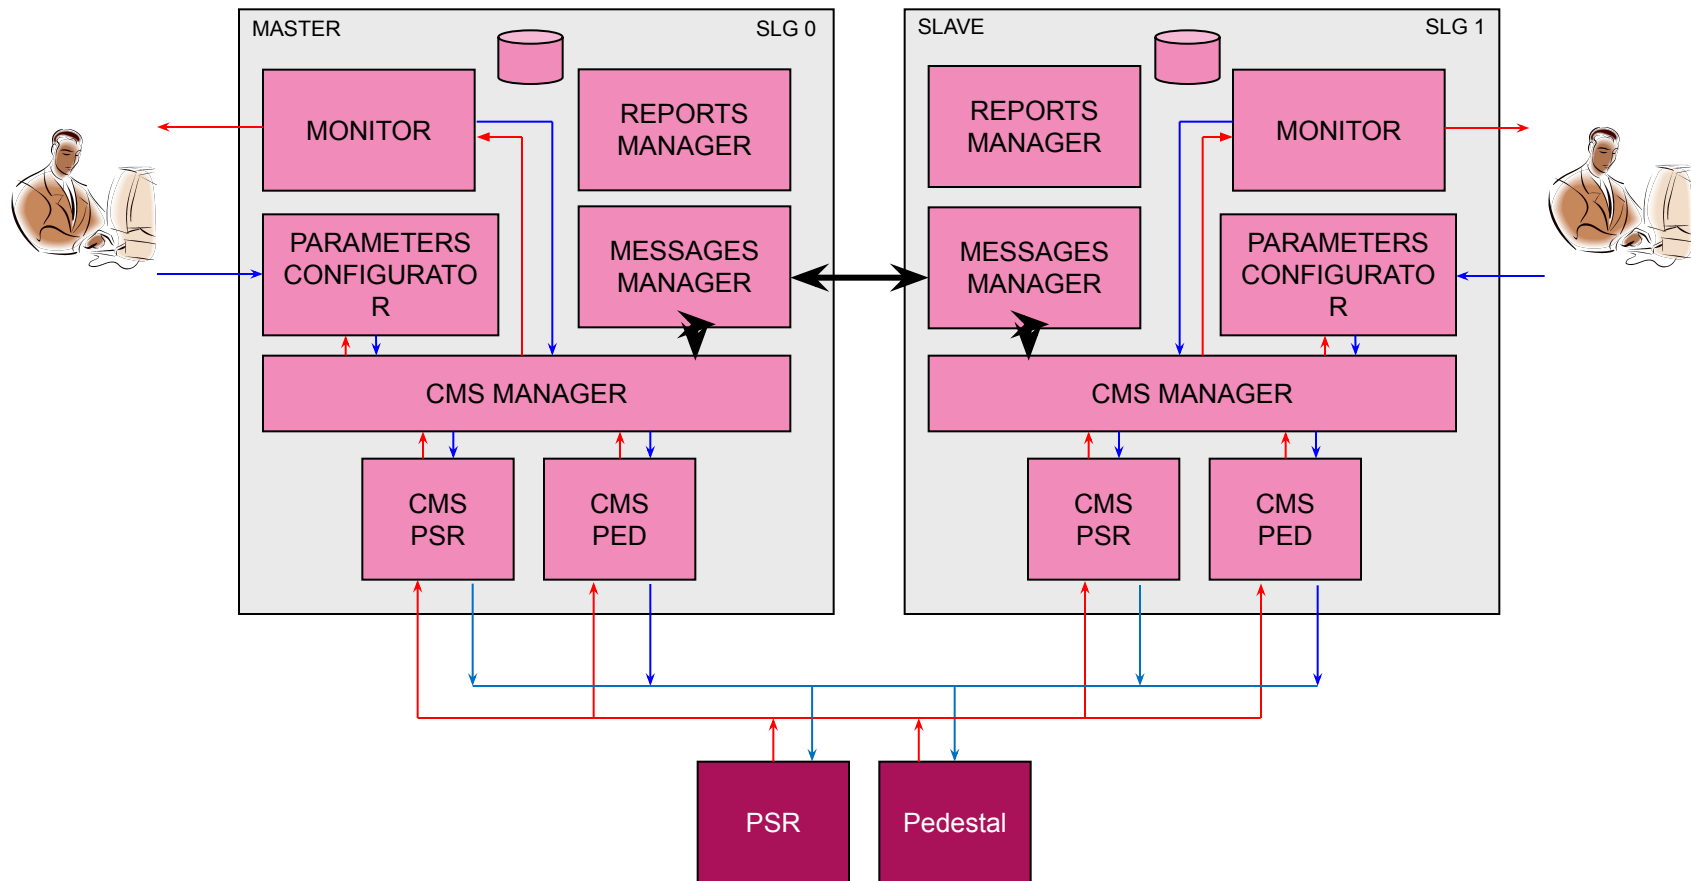 MASTER
SLG 0
MONITOR
REPORTS
MANAGER
PARAMETERS
CONFIGURATO
R
MESSAGES
MANAGER
CMS MANAGER
CMS
PSR
CMS
PED
SLAVE
SLG 1
REPORTS
MANAGER
MONITOR
MESSAGES
MANAGER
PARAMETERS
CONFIGURATO
R
CMS MANAGER
CMS
PSR
CMS
PED
PSR
Pedestal